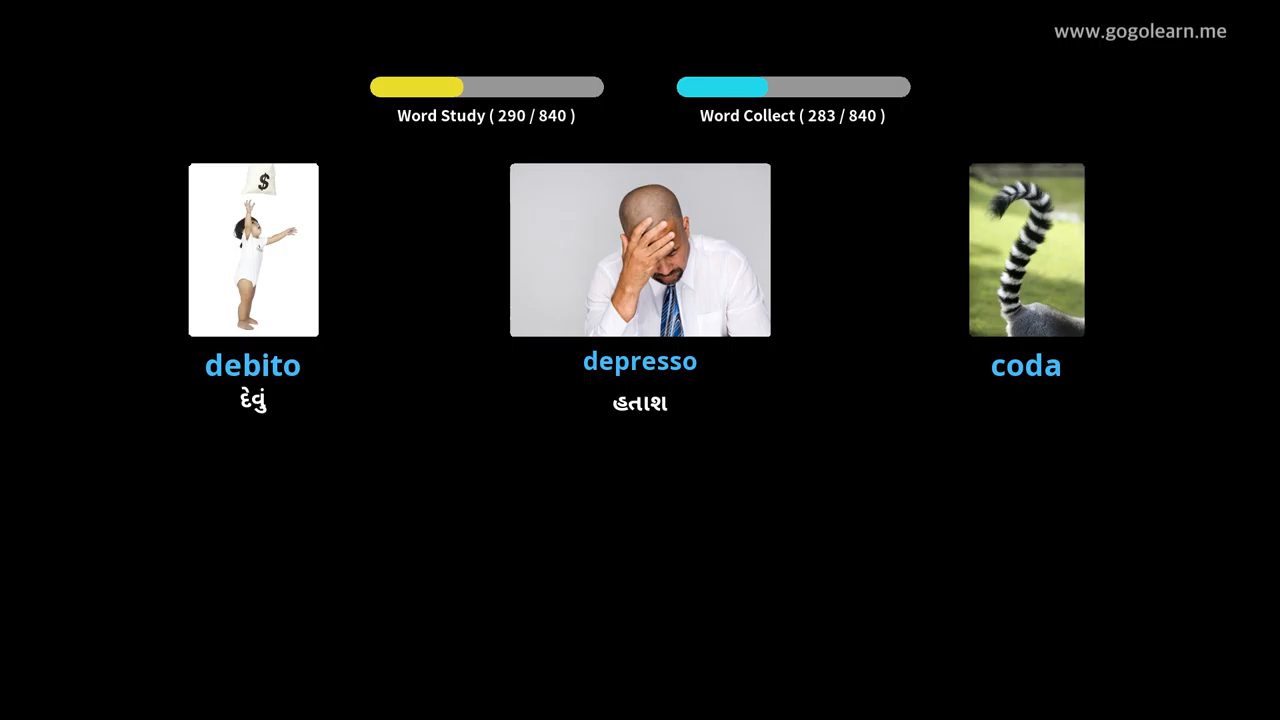 www.gogolearn.me
Word Study ( 290 / 840 )
Word Collect ( 283 / 840 )
$
debito
દેવું
depresso
હતાશ
coda